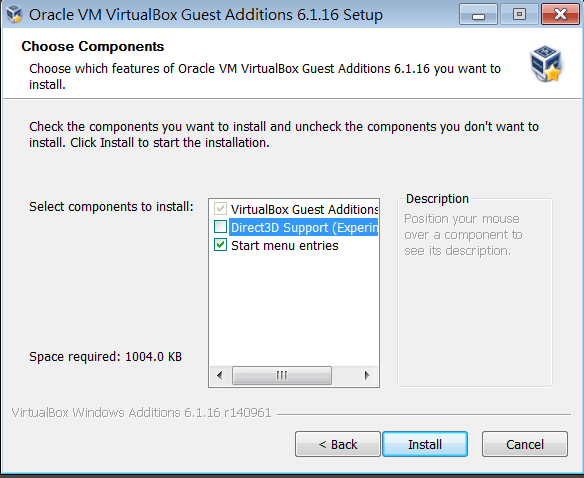 Oracle VM VirtualBox Guest Additions 6.1.16 Setup
Choose Components
Choose which features of Oracle VM VirtualBox Guest Additions 6.1.16 you want to
install.
Check the components you want to install and uncheck the components you don't want to
install. Click Install to start the installation.
Select components to install:
VirtualBox Guest Additions
Direct3D Support (Experim
Start menu entries
Description
Position your mouse
over a component to
see its description.
Space required: 1004.0 KB
VirtualBox Windows Additions 6.1.16 r140961
< Back
Install
Cancel